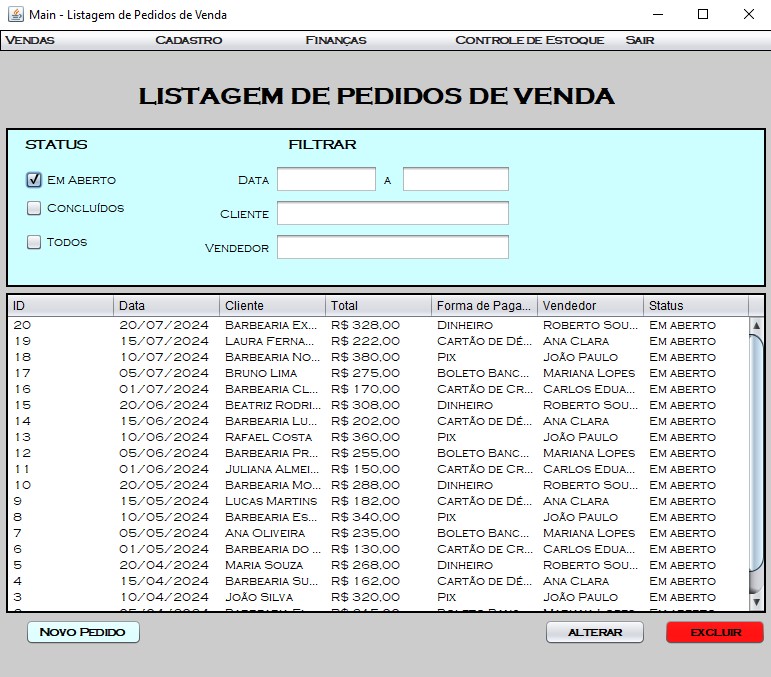 Main - Listagem de Pedidos de Venda
Vendas Cadastro Finanças Controle de Estoque Sair
Listagem de Pedidos de Venda
Status Filtrar
Em Aberto Data a
Concluídos Cliente
Todos Vendedor
ID Data Cliente Total Forma de Paga... Vendedor Status
20 20/07/2024 Barbearia Ex... R$ 328,00 Dinheiro Roberto Sou... Em Aberto
19 15/07/2024 Laura Ferna... R$ 222,00 Cartão de Dé... Ana Clara Em Aberto
18 10/07/2024 Barbearia No... R$ 380,00 Pix João Paulo Em Aberto
17 05/07/2024 Bruno Lima R$ 275,00 Boleto Banc... Mariana Lopes Em Aberto
16 01/07/2024 Barbearia Cl... R$ 170,00 Cartão de Cr... Carlos Edua... Em Aberto
15 20/06/2024 Beatriz Rodri... R$ 308,00 Dinheiro Roberto Sou... Em Aberto
14 15/06/2024 Barbearia Lu... R$ 202,00 Cartão de Dé... Ana Clara Em Aberto
13 10/06/2024 Rafael Costa R$ 360,00 Pix João Paulo Em Aberto
12 05/06/2024 Barbearia Pr... R$ 255,00 Boleto Banc... Mariana Lopes Em Aberto
11 01/06/2024 Juliana Almei... R$ 150,00 Cartão de Cr... Carlos Edua... Em Aberto
10 20/05/2024 Barbearia Mo... R$ 288,00 Dinheiro Roberto Sou... Em Aberto
9 15/05/2024 Lucas Martins R$ 182,00 Cartão de Dé... Ana Clara Em Aberto
8 10/05/2024 Barbearia Es... R$ 340,00 Pix João Paulo Em Aberto
7 05/05/2024 Ana Oliveira R$ 235,00 Boleto Banc... Mariana Lopes Em Aberto
6 01/05/2024 Barbearia do ... R$ 130,00 Cartão de Cr... Carlos Edua... Em Aberto
5 20/04/2024 Maria Souza R$ 268,00 Dinheiro Roberto Sou... Em Aberto
4 15/04/2024 Barbearia Su... R$ 162,00 Cartão de Dé... Ana Clara Em Aberto
3 10/04/2024 João Silva R$ 320,00 Pix João Paulo Em Aberto
Novo Pedido Alterar Excluir